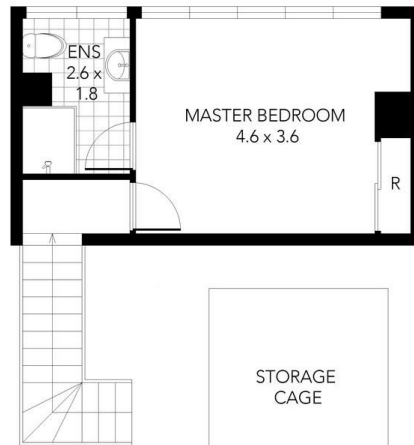 ENS
2.6 x
1.8
MASTER BEDROOM
4.6 x 3.6
R
STORAGE
CAGE